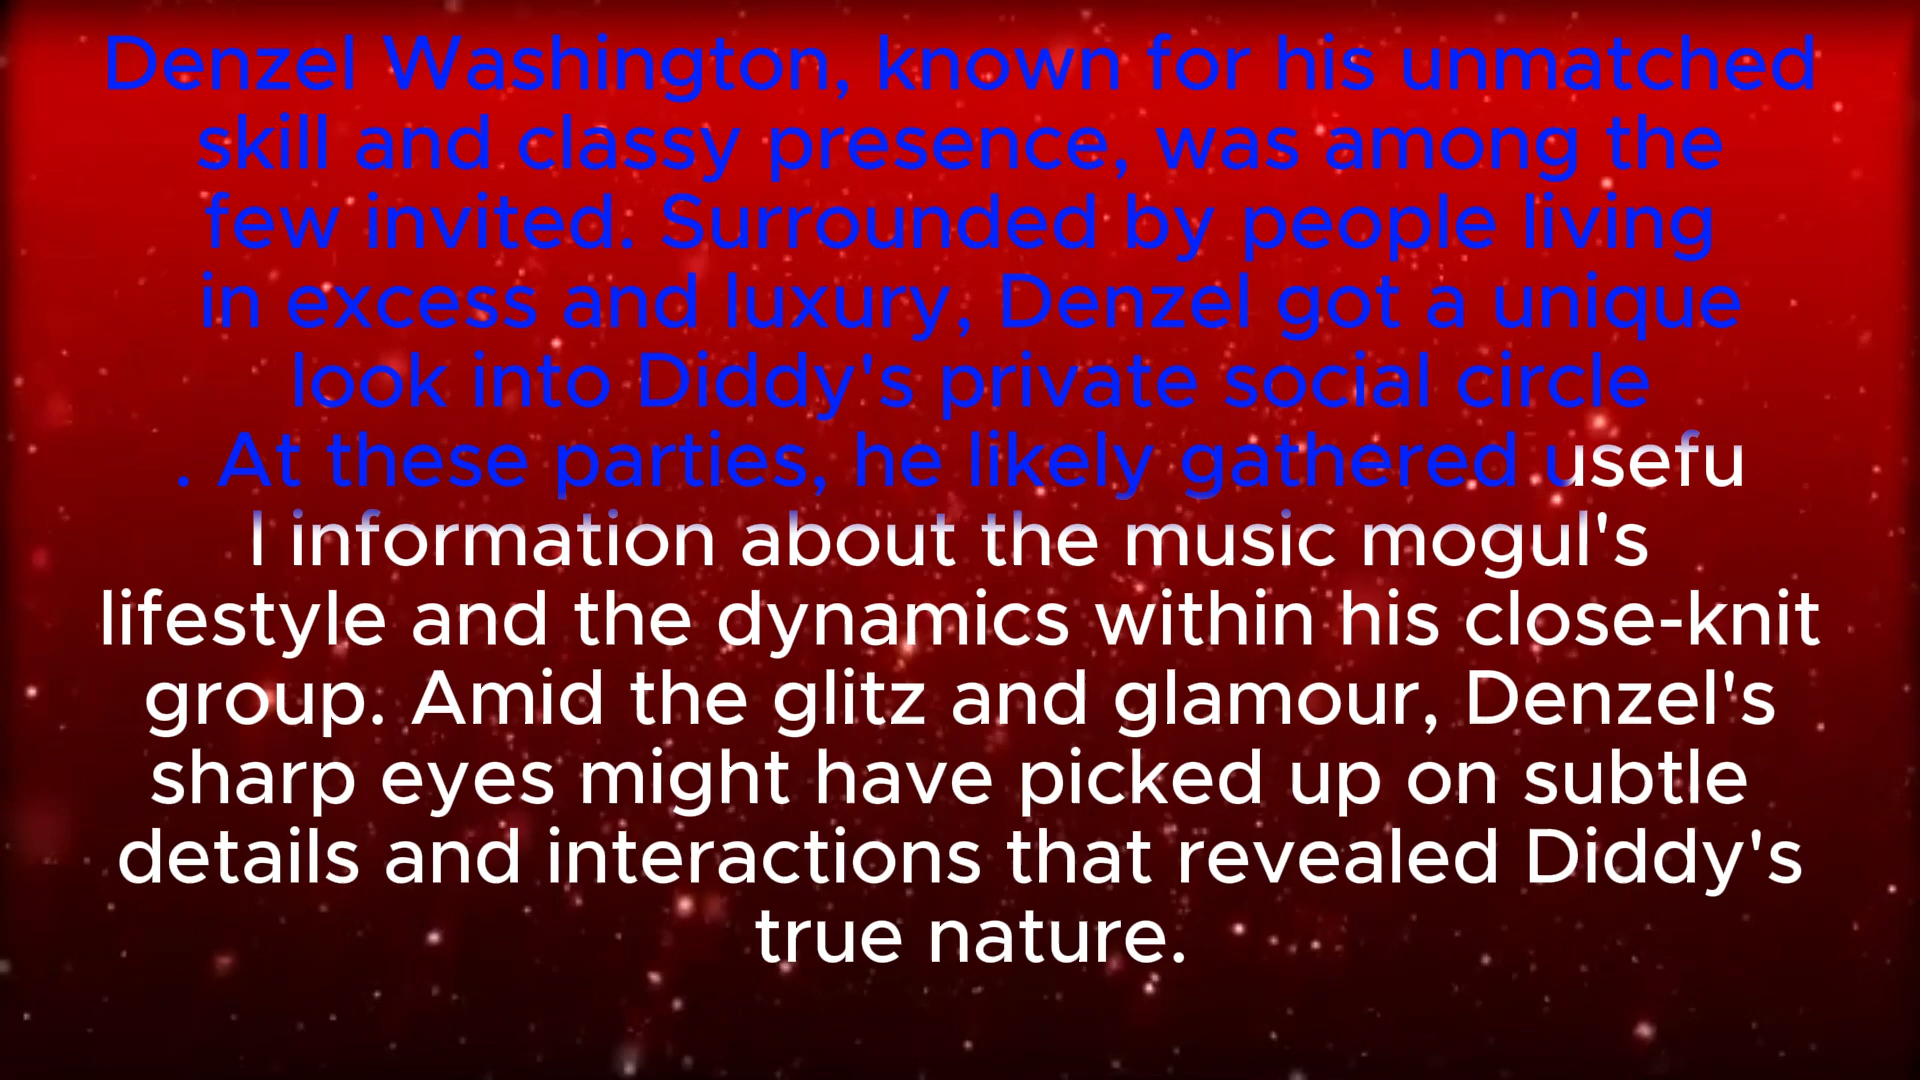 Denzel Washington, known for his unmatched
skill and classy presence, was among the
few invited. Surrounded by people living
in excess and luxury, Denzel got a unique
look into Diddy's private social circle
. At these parties, he likely gathered usefu
l information about the music mogul's
lifestyle and the dynamics within his close-knit
group. Amid the glitz and glamour, Denzel's
sharp eyes might have picked up on subtle
details and interactions that revealed Diddy's
true nature.